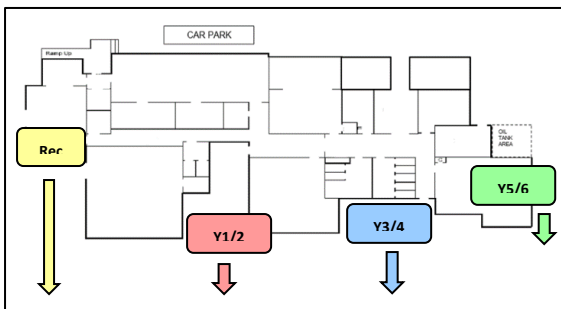 CAR PARK
Ramp Up
OIL
TANK
AREA
Rec
Y5/6
Y1/2
Y3/4